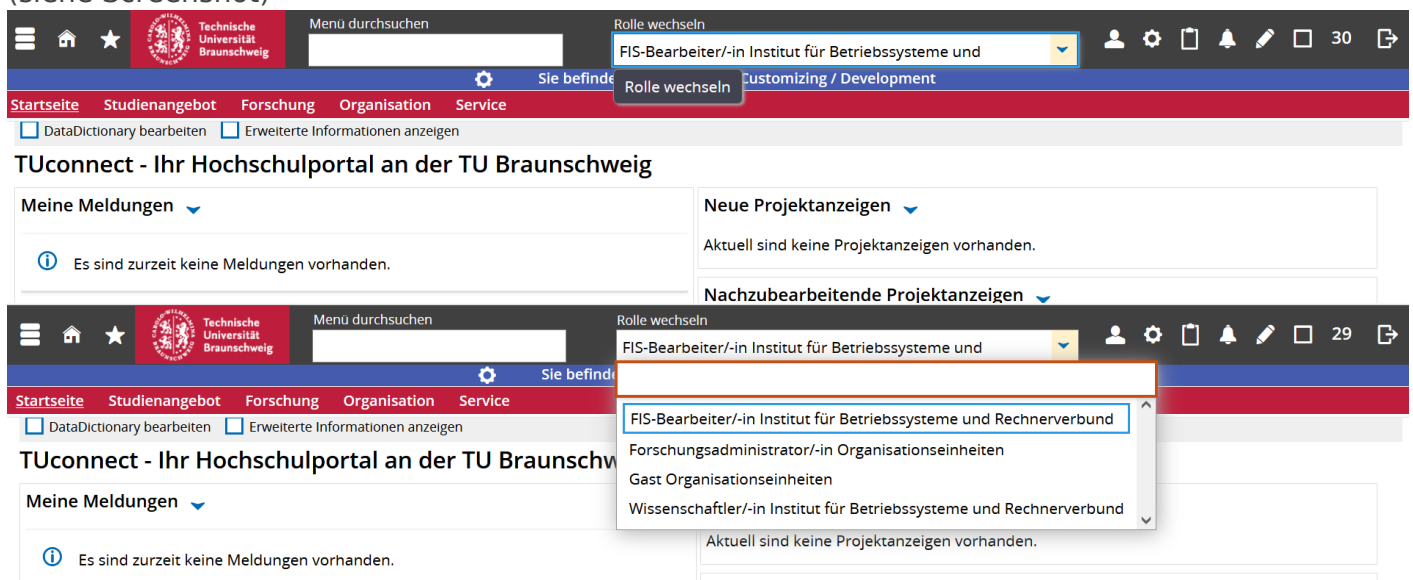 (siehe Screenshot)
Technische
Universität
Braunschweig
Menü durchsuchen
Rolle wechseln
FIS-Bearbeiter/-in Institut für Betriebssysteme und
30
Sie befinde
Customizing / Development
Rolle wechseln
Startseite Studienangebot Forschung Organisation Service
DataDictionary bearbeiten Erweiterte Informationen anzeigen
TUconnect - Ihr Hochschulportal an der TU Braunschweig
Meine Meldungen
Neue Projektanzeigen
Aktuell sind keine Projektanzeigen vorhanden.
Es sind zurzeit keine Meldungen vorhanden.
Nachzubearbeitende Projektanzeigen
Technische
Universität
Braunschweig
Menü durchsuchen
Rolle wechseln
FIS-Bearbeiter/-in Institut für Betriebssysteme und
29
Sie befinde
Startseite Studienangebot Forschung Organisation Service
FIS-Bearbeiter/-in Institut für Betriebssysteme und Rechnerverbund
DataDictionary bearbeiten Erweiterte Informationen anzeigen
Forschungsadministrator/-in Organisationseinheiten
TUconnect - Ihr Hochschulportal an der TU Braunschw
Gast Organisationseinheiten
Meine Meldungen
Wissenschaftler/-in Institut für Betriebssysteme und Rechnerverbund
Aktuell sind keine Projektanzeigen vorhanden.
Es sind zurzeit keine Meldungen vorhanden.